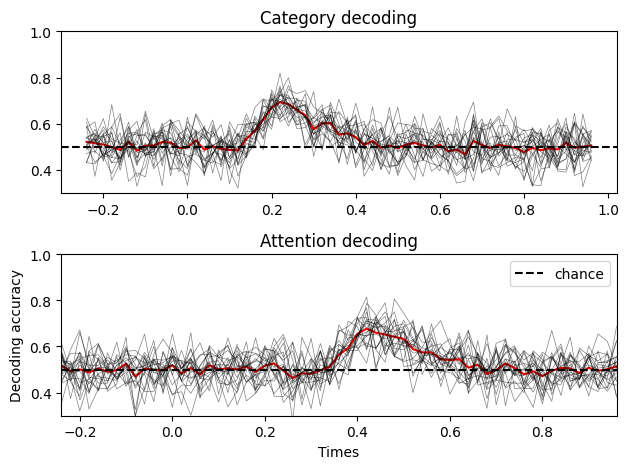 Category decoding
1.0
0.8
0.6
0.4
−0.2 0.0 0.2 0.4 0.6 0.8 1.0
Attention decoding
Decoding accuracy
1.0
0.8
0.6
0.4
chance
−0.2 0.0 0.2 0.4 0.6 0.8
Times